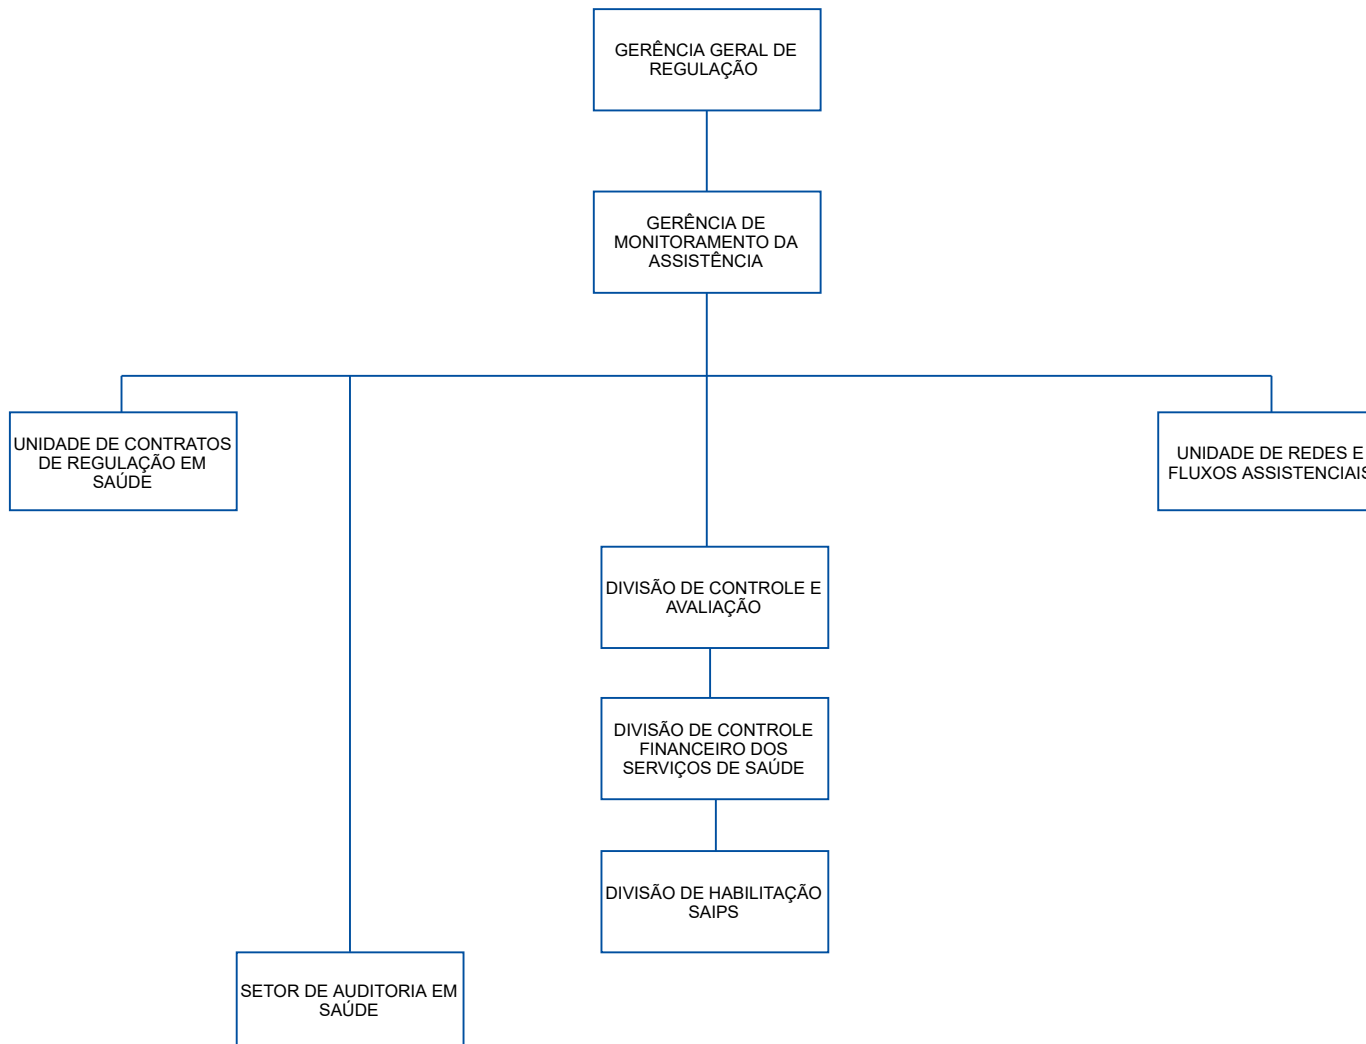 GERÊNCIA GERAL DE
REGULAÇÃO
GERÊNCIA DE
MONITORAMENTO DA
ASSISTÊNCIA
UNIDADE DE CONTRATOS
DE REGULAÇÃO EM
SAÚDE
UNIDADE DE REDES E
FLUXOS ASSISTENCIAIS
DIVISÃO DE CONTROLE E
AVALIAÇÃO
DIVISÃO DE CONTROLE
FINANCEIRO DOS
SERVIÇOS DE SAÚDE
DIVISÃO DE HABILITAÇÃO
SAIPS
SETOR DE AUDITORIA EM
SAÚDE